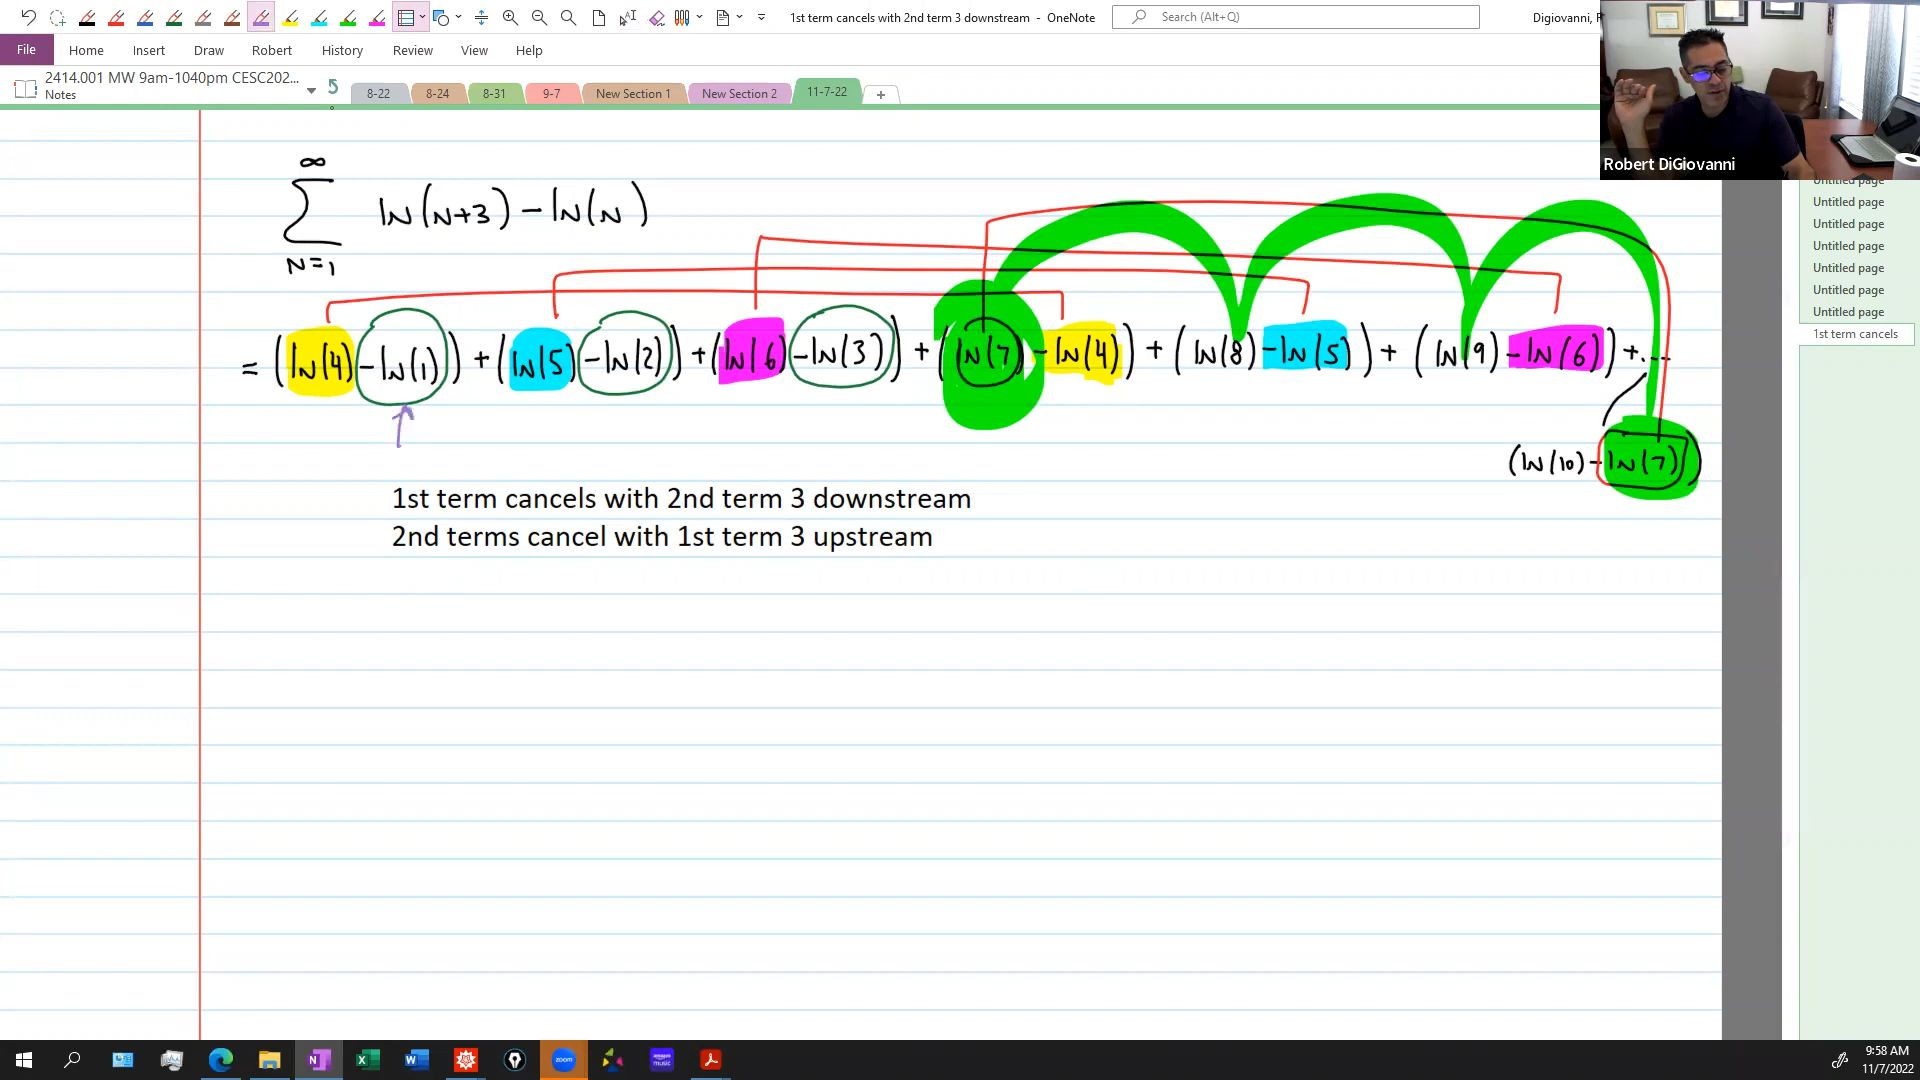 1st term cancels with 2nd term 3 downstream - OneNote
Search (Alt+Q)
Digiovanni,
File Home Insert Draw Robert History Review View Help
2414.001 MW 9am-1040pm CESC202...
Notes
8-22 8-24 8-31 9-7 New Section 1 New Section 2 11-7-22
Robert DiGiovanni
Untitled page
Untitled page
Untitled page
Untitled page
Untitled page
Untitled page
Untitled page
1st term cancels
∞
∑ ln(N+3) - ln(N)
N=1
= (ln(4) - ln(1)) + (ln(5) - ln(2)) + (ln(6) - ln(3)) + (ln(7) - ln(4)) + (ln(8) - ln(5)) + (ln(9) - ln(6)) + ...
(ln(10) - ln(7))
1st term cancels with 2nd term 3 downstream
2nd terms cancel with 1st term 3 upstream
zoom
amazon music
9:58 AM
11/7/2022